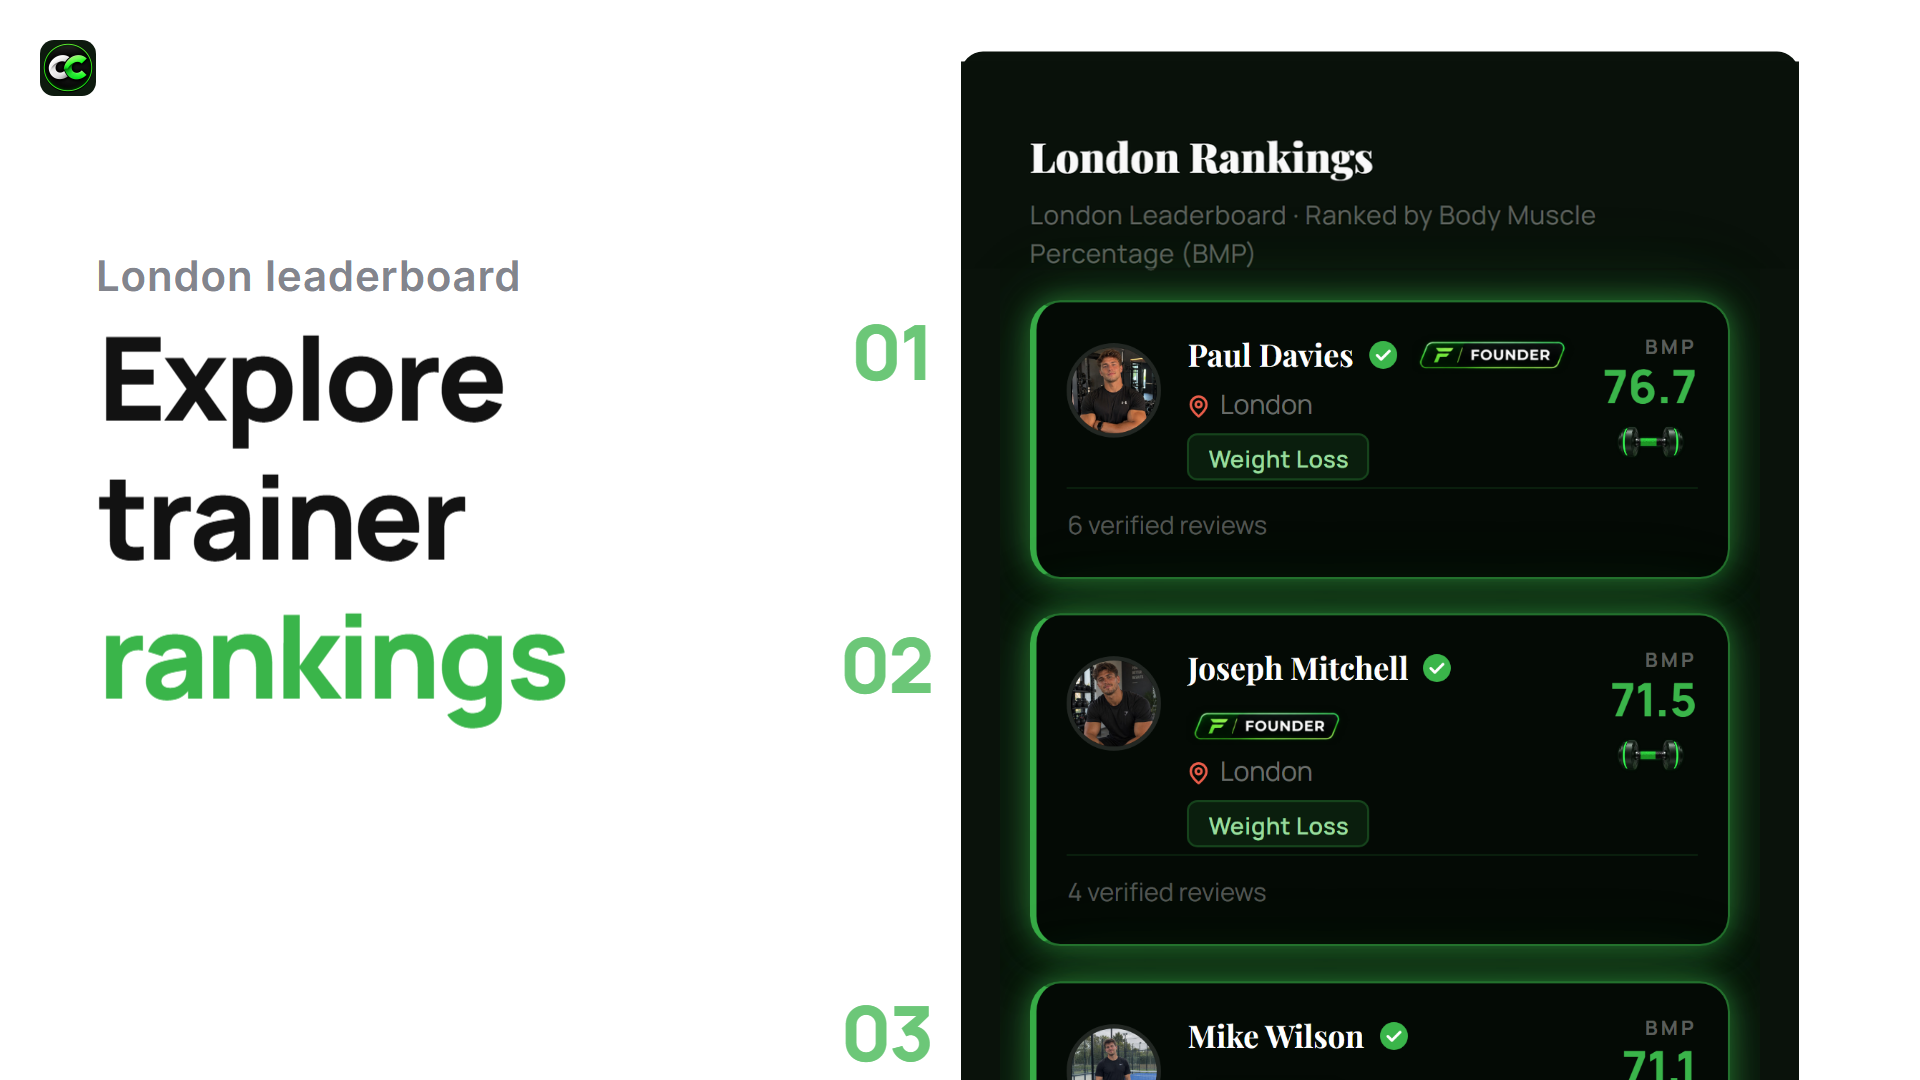 CC
London leaderboard
Explore
trainer
rankings
01
02
03
London Rankings
London Leaderboard · Ranked by Body Muscle
Percentage (BMP)
Paul Davies
FOUNDER
London
Weight Loss
BMP
76.7
6 verified reviews
Joseph Mitchell
FOUNDER
London
Weight Loss
BMP
71.5
4 verified reviews
Mike Wilson
BMP
71.1